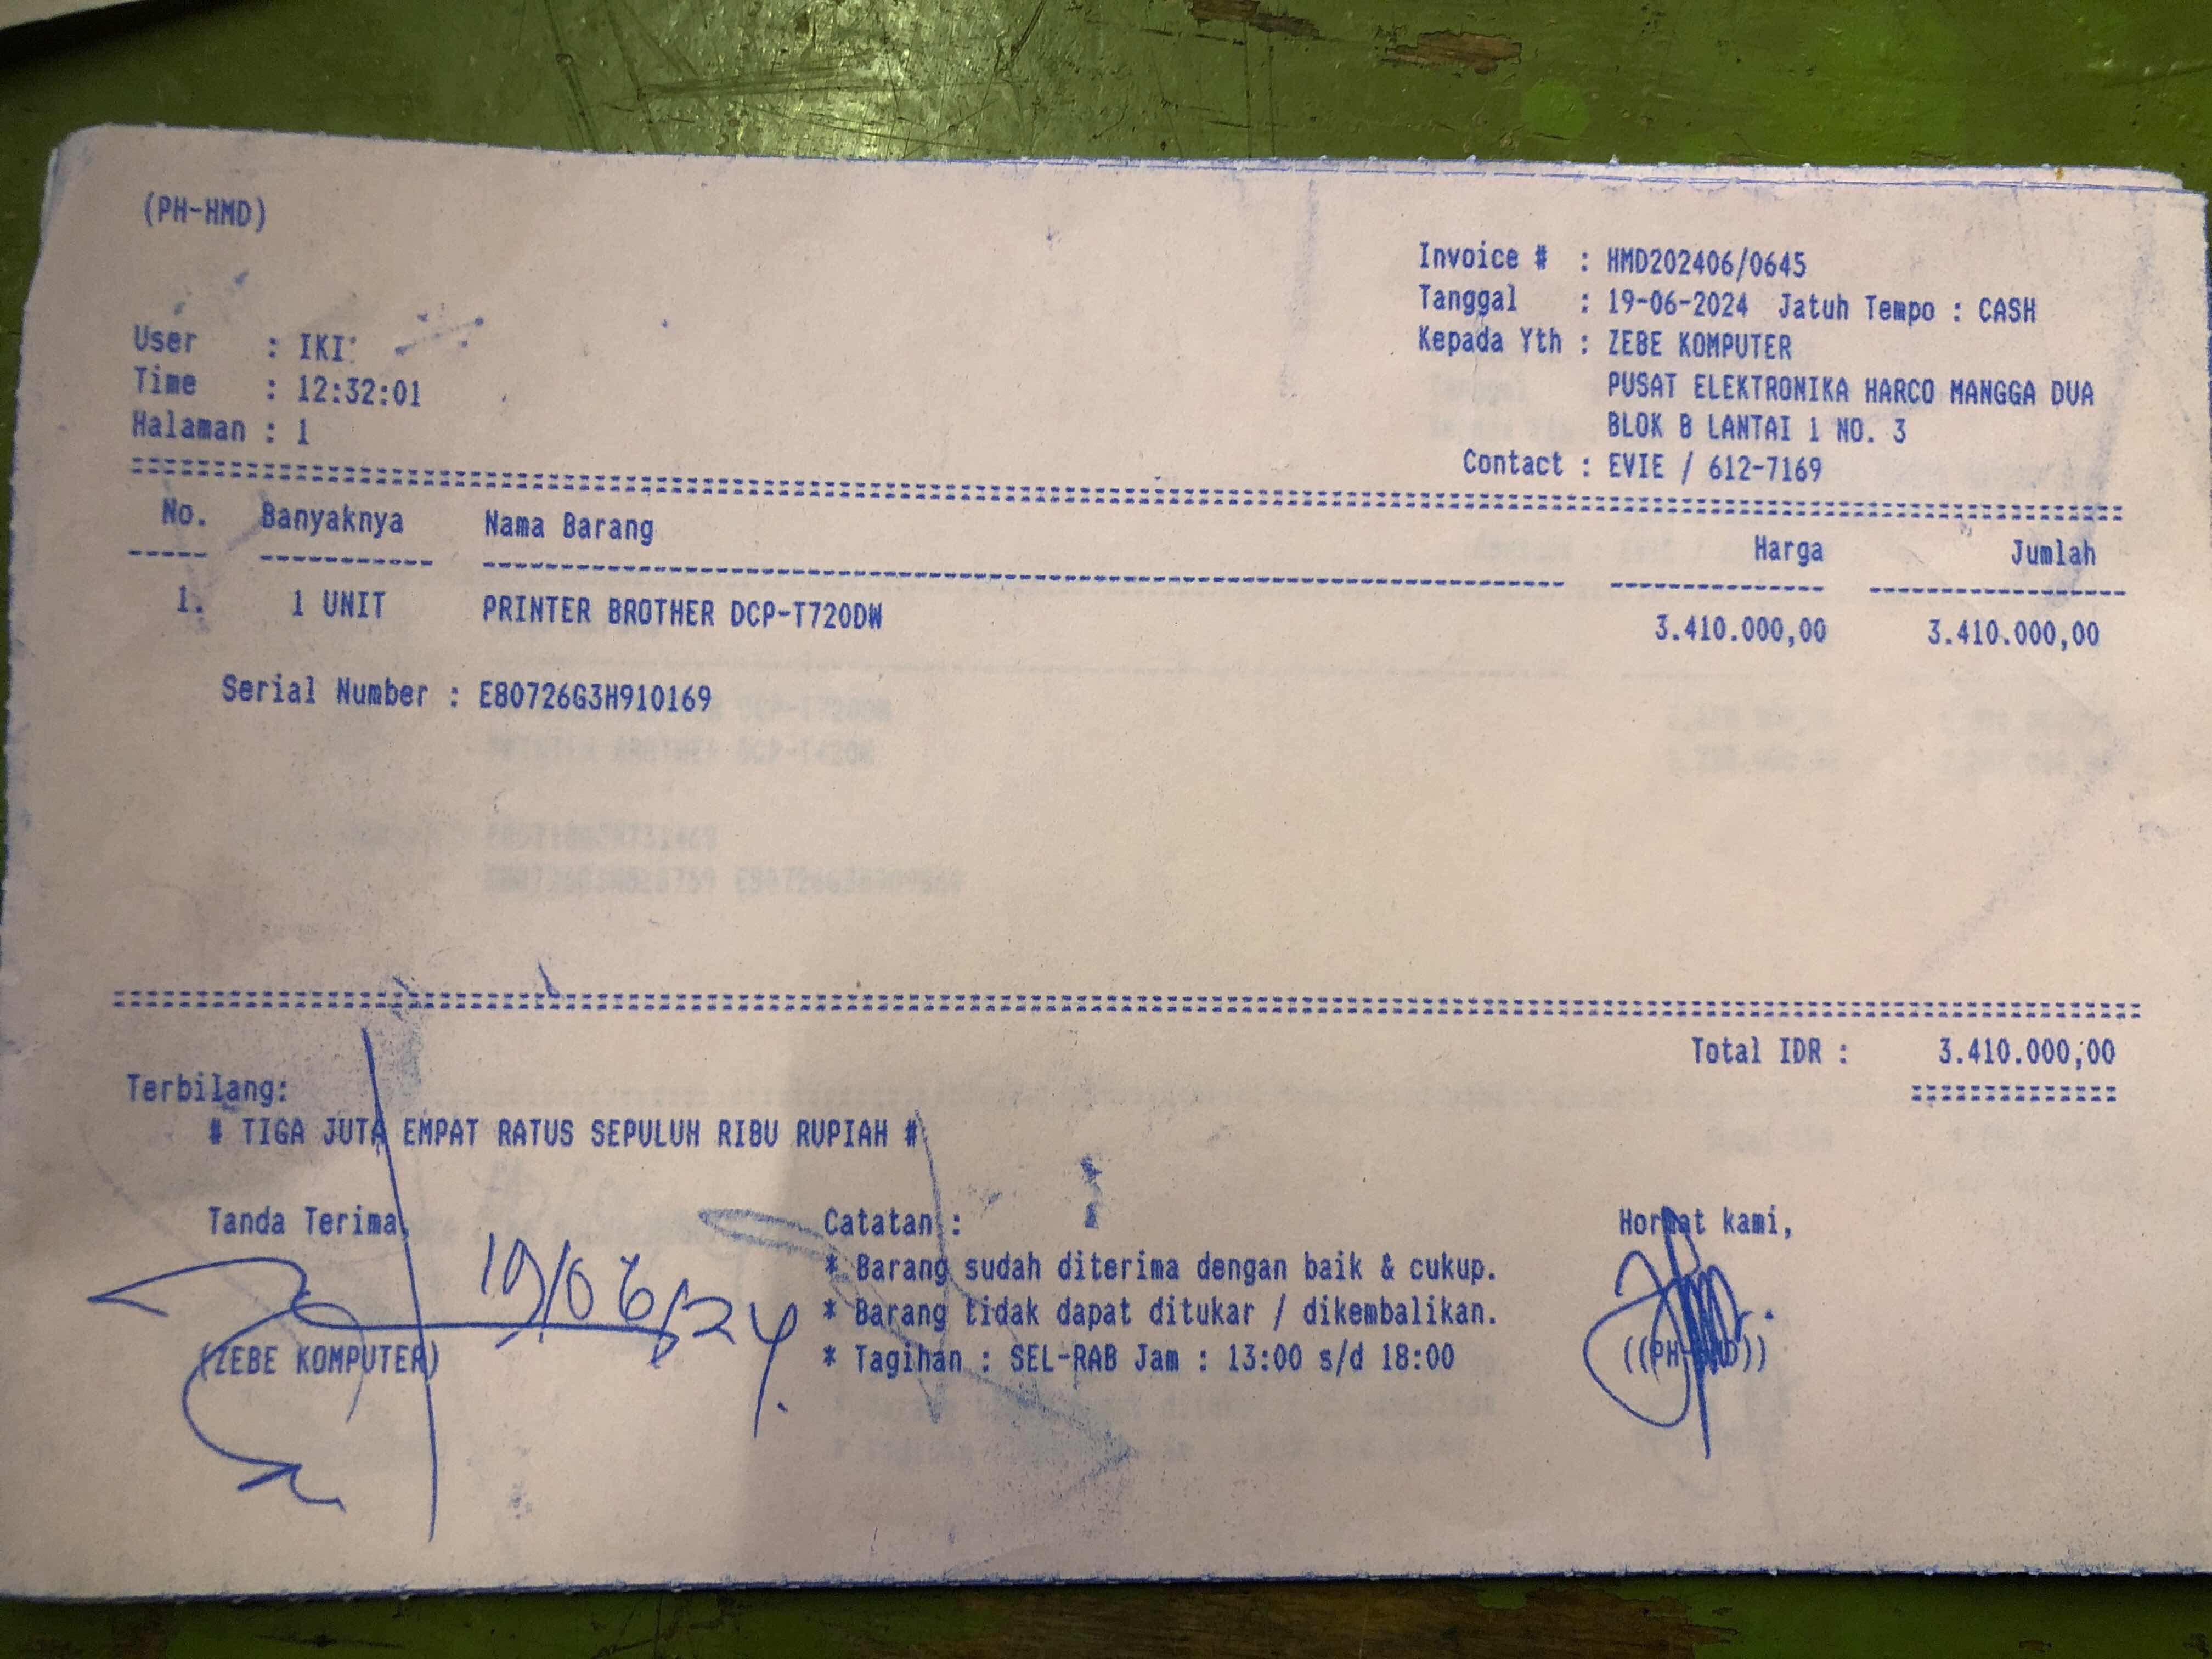 (PH-HMD)
Invoice # : HMD202406/0645
Tanggal : 19-06-2024 Jatuh Tempo : CASH
Kepada Yth : ZEBE KOMPUTER
PUSAT ELEKTRONIKA HARCO MANGGA DUA
BLOK B LANTAI 1 NO. 3
Contact : EVIE / 612-7169
User : IKI
Time : 12:32:01
Halaman : 1
No. Banyaknya Nama Barang Harga Jumlah
1. 1 UNIT PRINTER BROTHER DCP-T720DW 3.410.000,00 3.410.000,00
Serial Number : E80726G3H910169
Total IDR : 3.410.000,00
Terbilang:
# TIGA JUTA EMPAT RATUS SEPULUH RIBU RUPIAH #
Tanda Terima,
19/06/24
(ZEBE KOMPUTER)
Catatan :
* Barang sudah diterima dengan baik & cukup.
* Barang tidak dapat ditukar / dikembalikan.
* Tagihan : SEL-RAB Jam : 13:00 s/d 18:00
Hormat kami,
((PH-HMD))